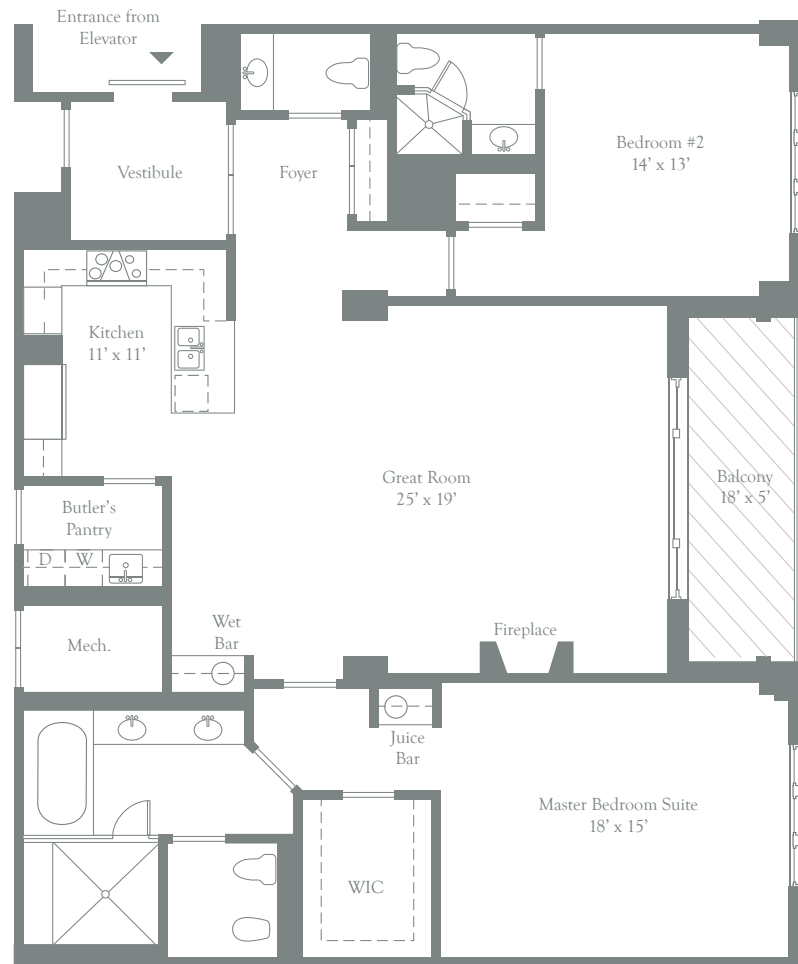 Entrance from
Elevator
Vestibule
Foyer
Bedroom #2
14’ x 13’
Kitchen
11’ x 11’
Great Room
25’ x 19’
Balcony
18’ x 5’
Butler’s
Pantry
D W
Mech.
Wet
Bar
Fireplace
Juice
Bar
Master Bedroom Suite
18’ x 15’
WIC